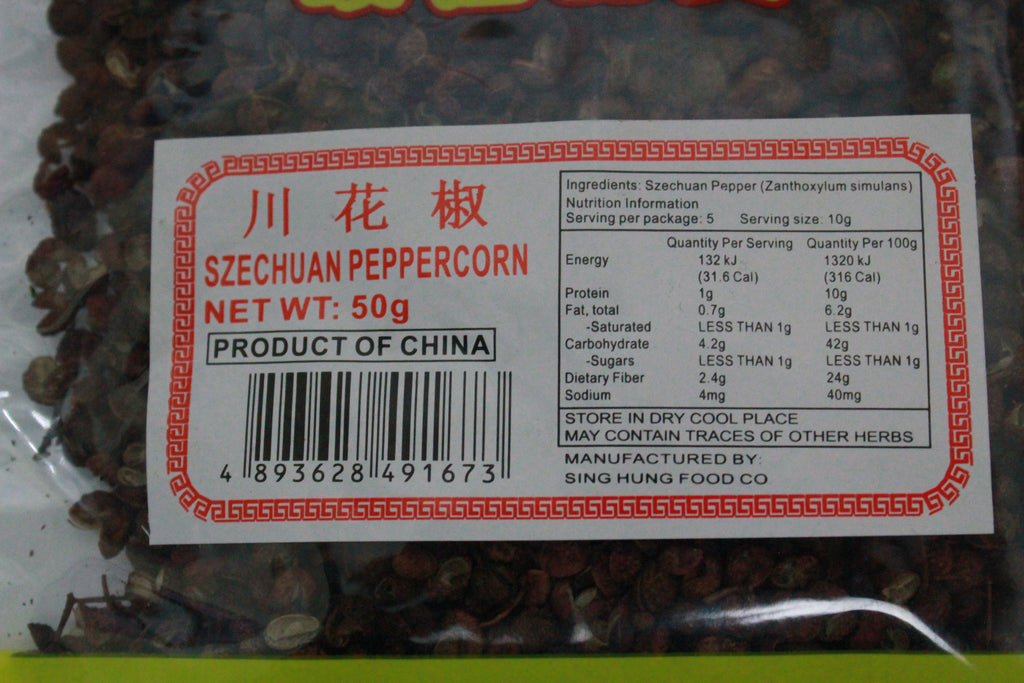 川 花 椒
SZECHUAN PEPPERCORN
NET WT: 50g
PRODUCT OF CHINA
4 893628 491673
Ingredients: Szechuan Pepper (Zanthoxylum simulans)
Nutrition Information
Serving per package: 5 Serving size: 10g
Quantity Per Serving Quantity Per 100g
Energy 132 kJ 1320 kJ
(31.6 Cal) (316 Cal)
Protein 1g 10g
Fat, total 0.7g 6.2g
-Saturated LESS THAN 1g LESS THAN 1g
Carbohydrate 4.2g 42g
-Sugars LESS THAN 1g LESS THAN 1g
Dietary Fiber 2.4g 24g
Sodium 4mg 40mg
STORE IN DRY COOL PLACE
MAY CONTAIN TRACES OF OTHER HERBS
MANUFACTURED BY:
SING HUNG FOOD CO